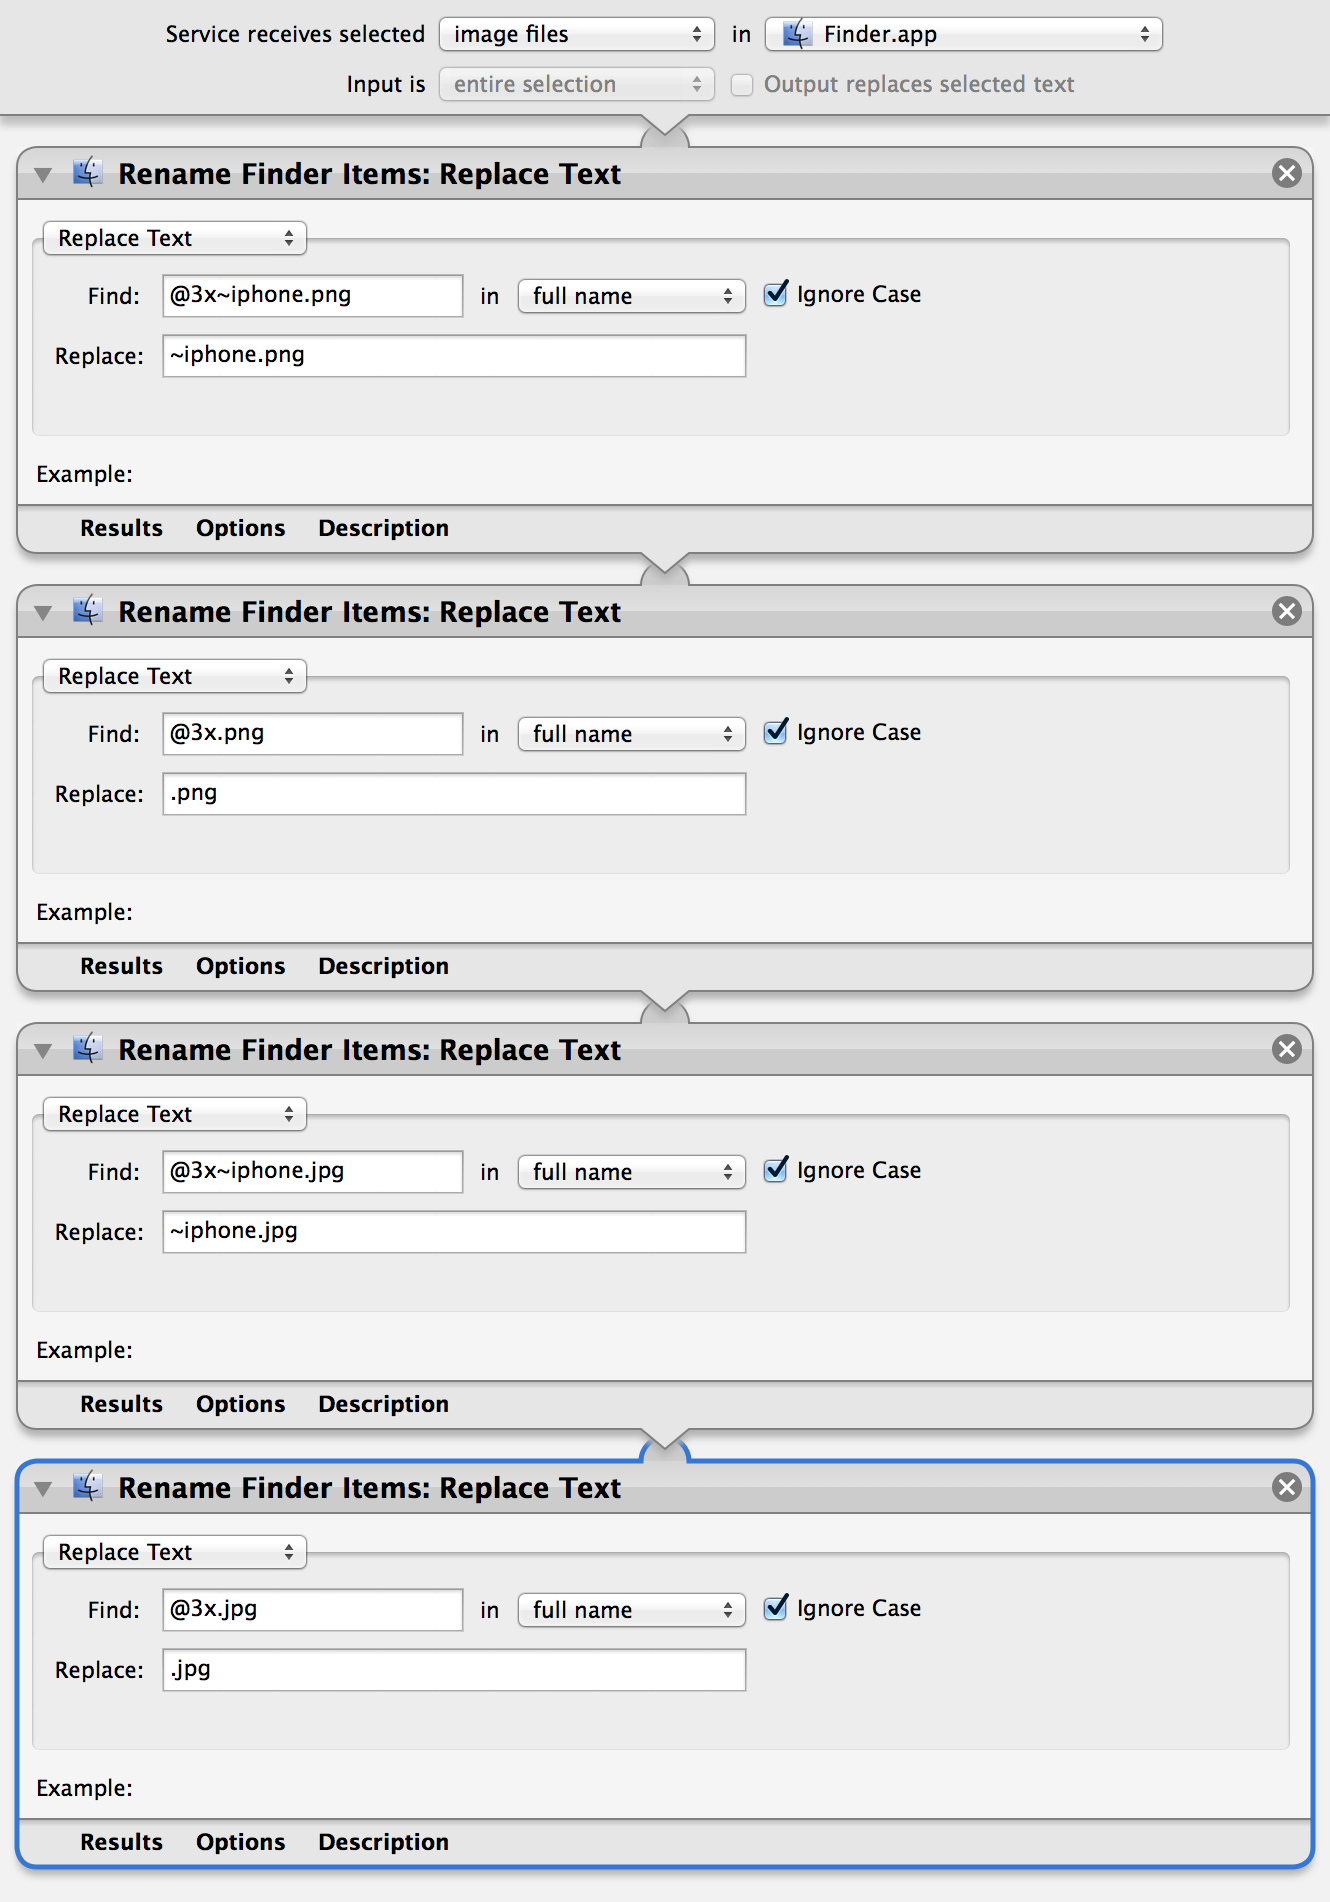 Service receives selected image files in Finder.app
Input is entire selection Output replaces selected text
Rename Finder Items: Replace Text
Replace Text
Find: @3x~iphone.png in full name Ignore Case
Replace: ~iphone.png
Example:
Results Options Description
Rename Finder Items: Replace Text
Replace Text
Find: @3x.png in full name Ignore Case
Replace: .png
Example:
Results Options Description
Rename Finder Items: Replace Text
Replace Text
Find: @3x~iphone.jpg in full name Ignore Case
Replace: ~iphone.jpg
Example:
Results Options Description
Rename Finder Items: Replace Text
Replace Text
Find: @3x.jpg in full name Ignore Case
Replace: .jpg
Example:
Results Options Description